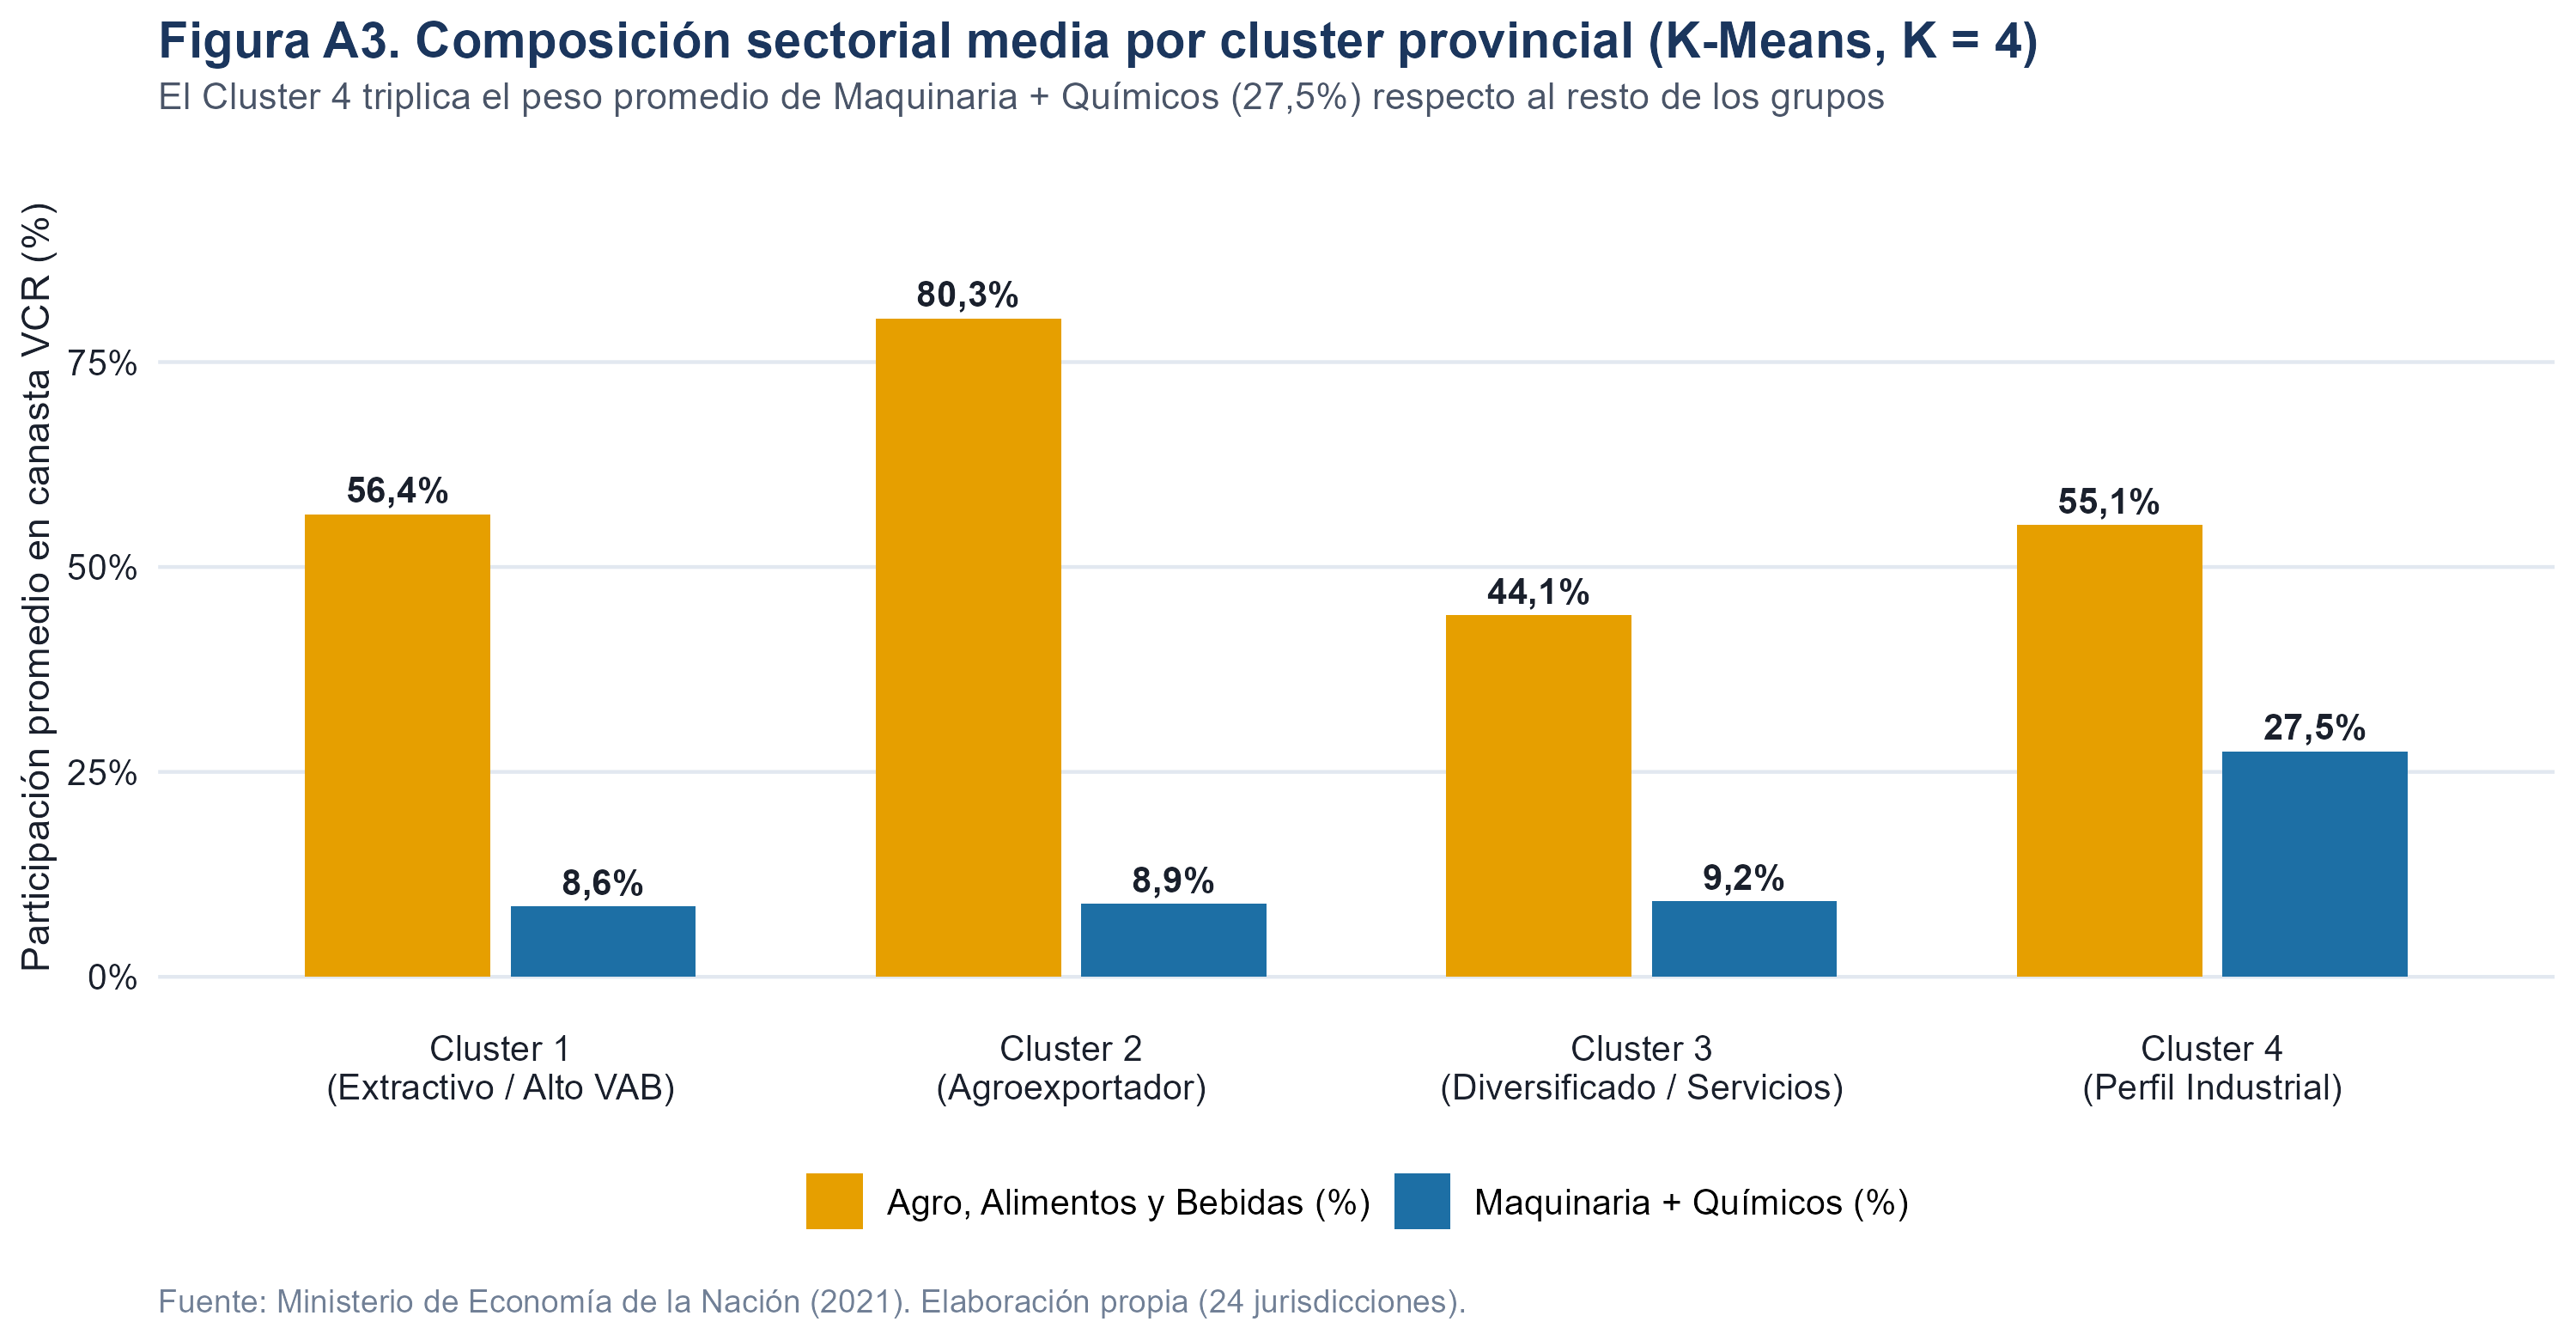 Figura A3. Composición sectorial media por cluster provincial (K-Means, K = 4)
El Cluster 4 triplica el peso promedio de Maquinaria + Químicos (27,5%) respecto al resto de los grupos
Participación promedio en canasta VCR (%)
75%
50%
25%
0%
56,4%
8,6%
80,3%
8,9%
44,1%
9,2%
55,1%
27,5%
Cluster 1
(Extractivo / Alto VAB)
Cluster 2
(Agroexportador)
Cluster 3
(Diversificado / Servicios)
Cluster 4
(Perfil Industrial)
Agro, Alimentos y Bebidas (%)
Maquinaria + Químicos (%)
Fuente: Ministerio de Economía de la Nación (2021). Elaboración propia (24 jurisdicciones).